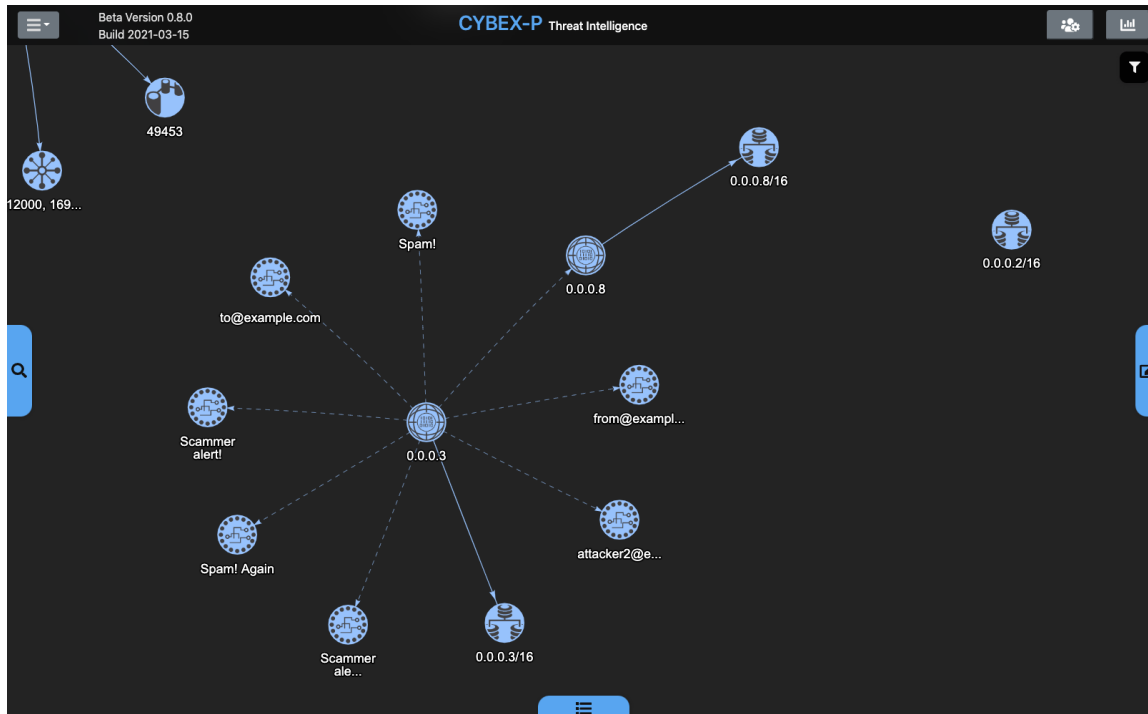 Beta Version 0.8.0
Build 2021-03-15
CYBEX-P Threat Intelligence
49453
12000, 169...
0.0.0.8/16
Spam!
0.0.0.2/16
0.0.0.8
to@example.com
from@exampl...
Scammer
alert!
0.0.0.3
attacker2@e...
Spam! Again
Scammer
ale...
0.0.0.3/16